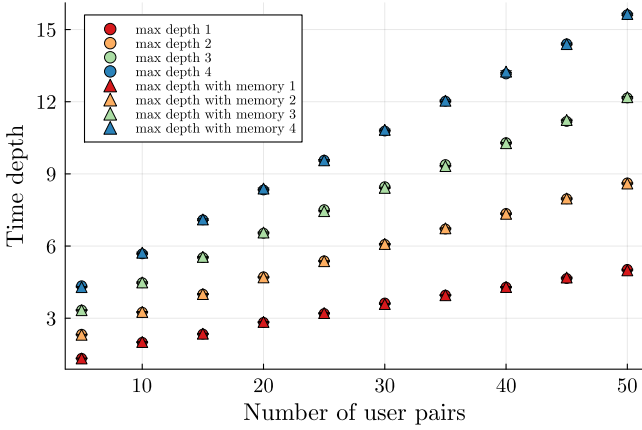 15
12
9
6
3
Time depth
max depth 1
max depth 2
max depth 3
max depth 4
max depth with memory 1
max depth with memory 2
max depth with memory 3
max depth with memory 4
10 20 30 40 50
Number of user pairs